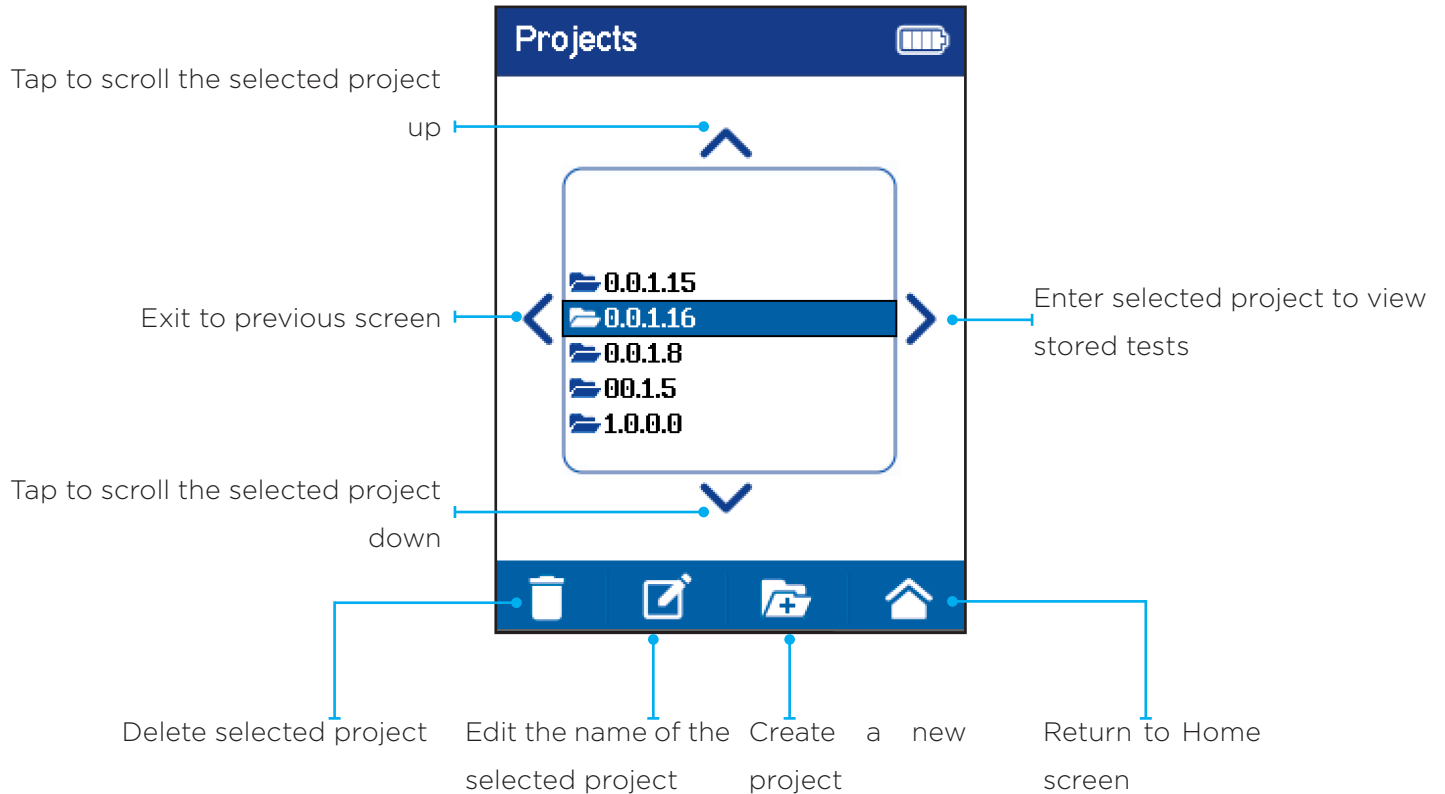 Projects
Tap to scroll the selected project
up
0.0.1.15
0.0.1.16
0.0.1.8
00.1.5
1.0.0.0
Exit to previous screen
Enter selected project to view
stored tests
Tap to scroll the selected project
down
Delete selected project
Edit the name of the
selected project
Create a new
project
Return to Home
screen